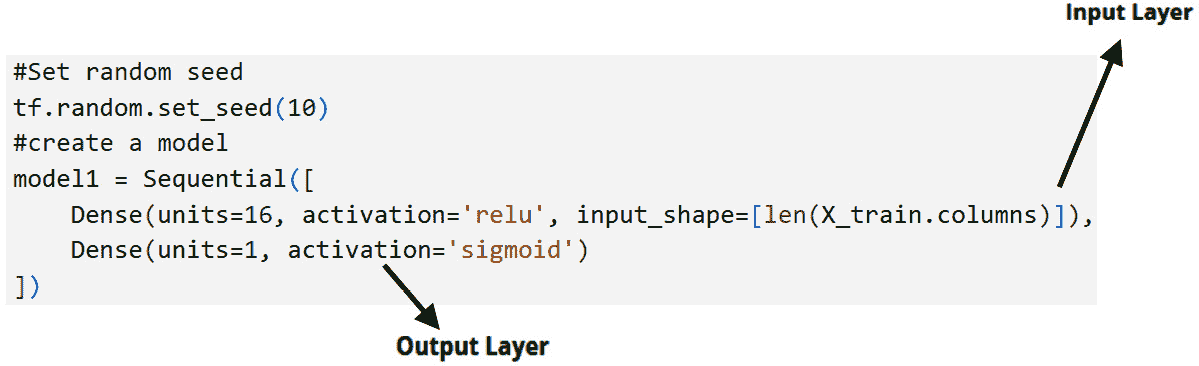 Input Layer
#Set random seed
tf.random.set_seed(10)
#create a model
model1 = Sequential([
    Dense(units=16, activation='relu', input_shape=[len(X_train.columns)]),
    Dense(units=1, activation='sigmoid')
])
Output Layer